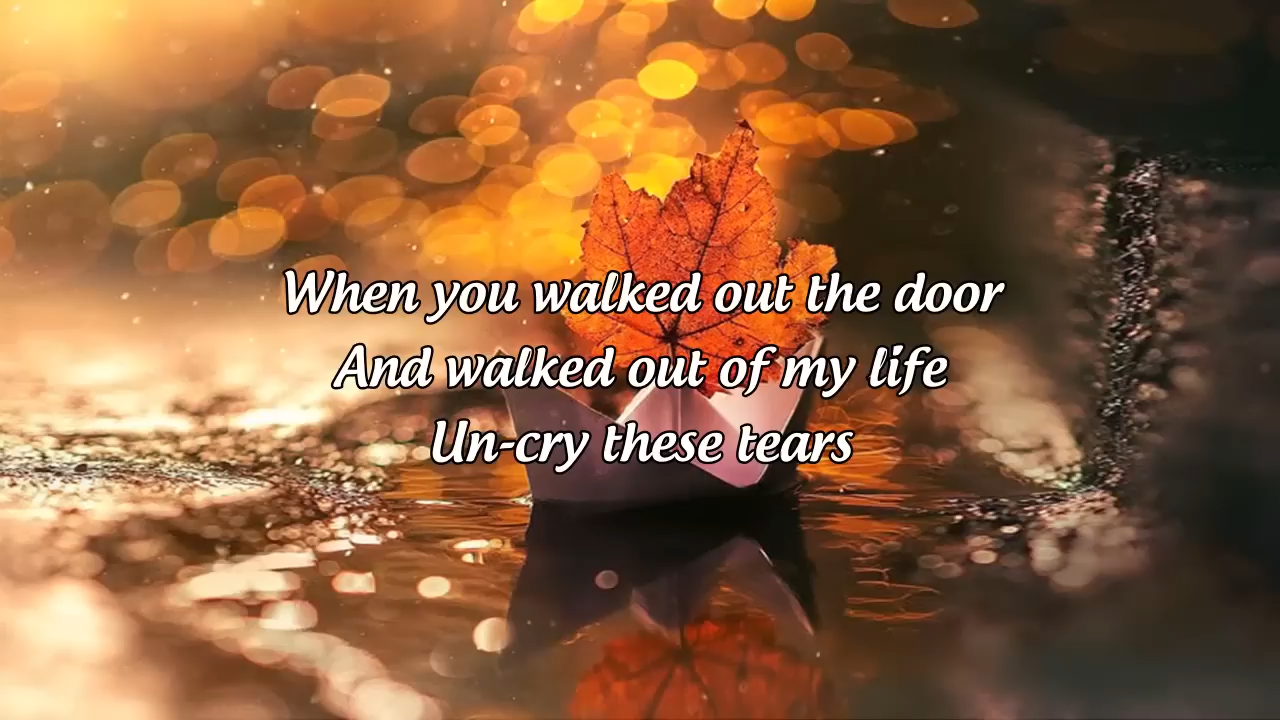 When you walked out the door
And walked out of my life
Un-cry these tears